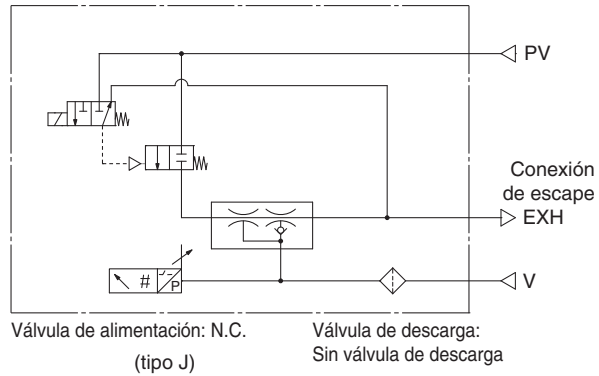 PV
Conexión
de escape
EXH
# P
V
Válvula de alimentación: N.C.
(tipo J)
Válvula de descarga:
Sin válvula de descarga